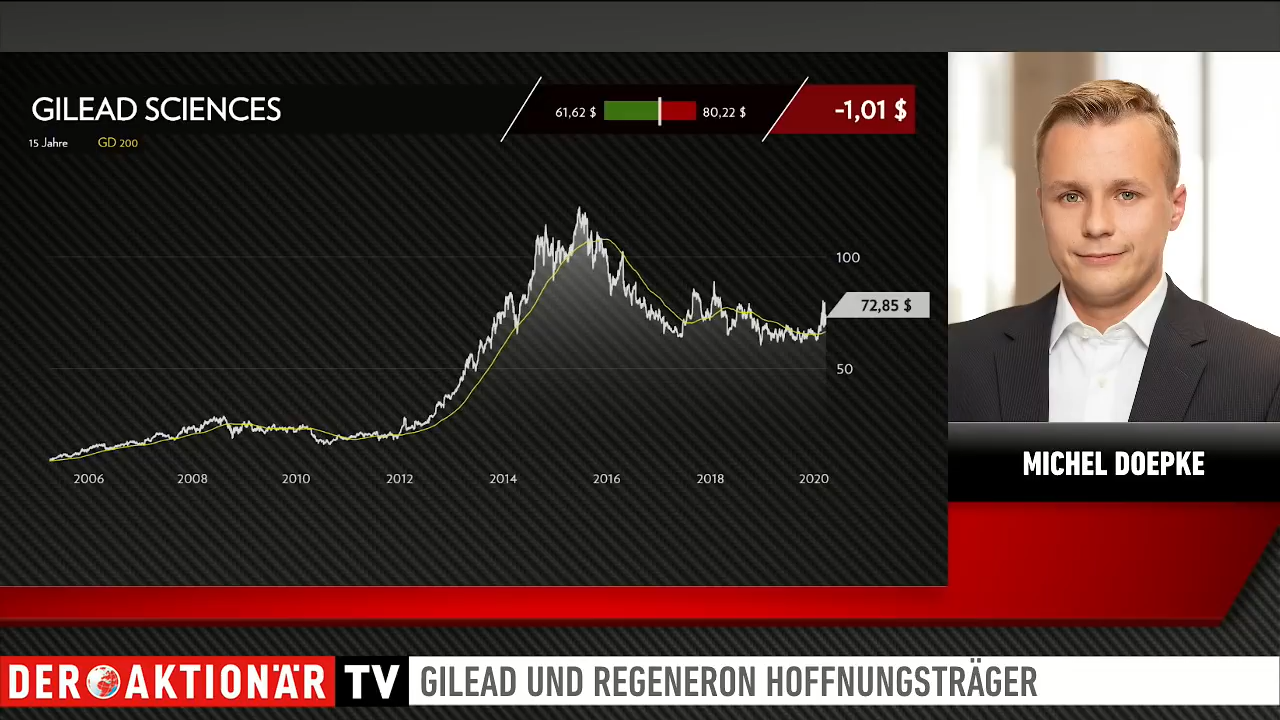 GILEAD SCIENCES
61,62 $ 80,22 $
-1,01 $
15 Jahre GD 200
100
72,85 $
50
2006 2008 2010 2012 2014 2016 2018 2020
MICHEL DOEPKE
DER AKTIONÄR TV
GILEAD UND REGENERON HOFFNUNGSTRÄGER